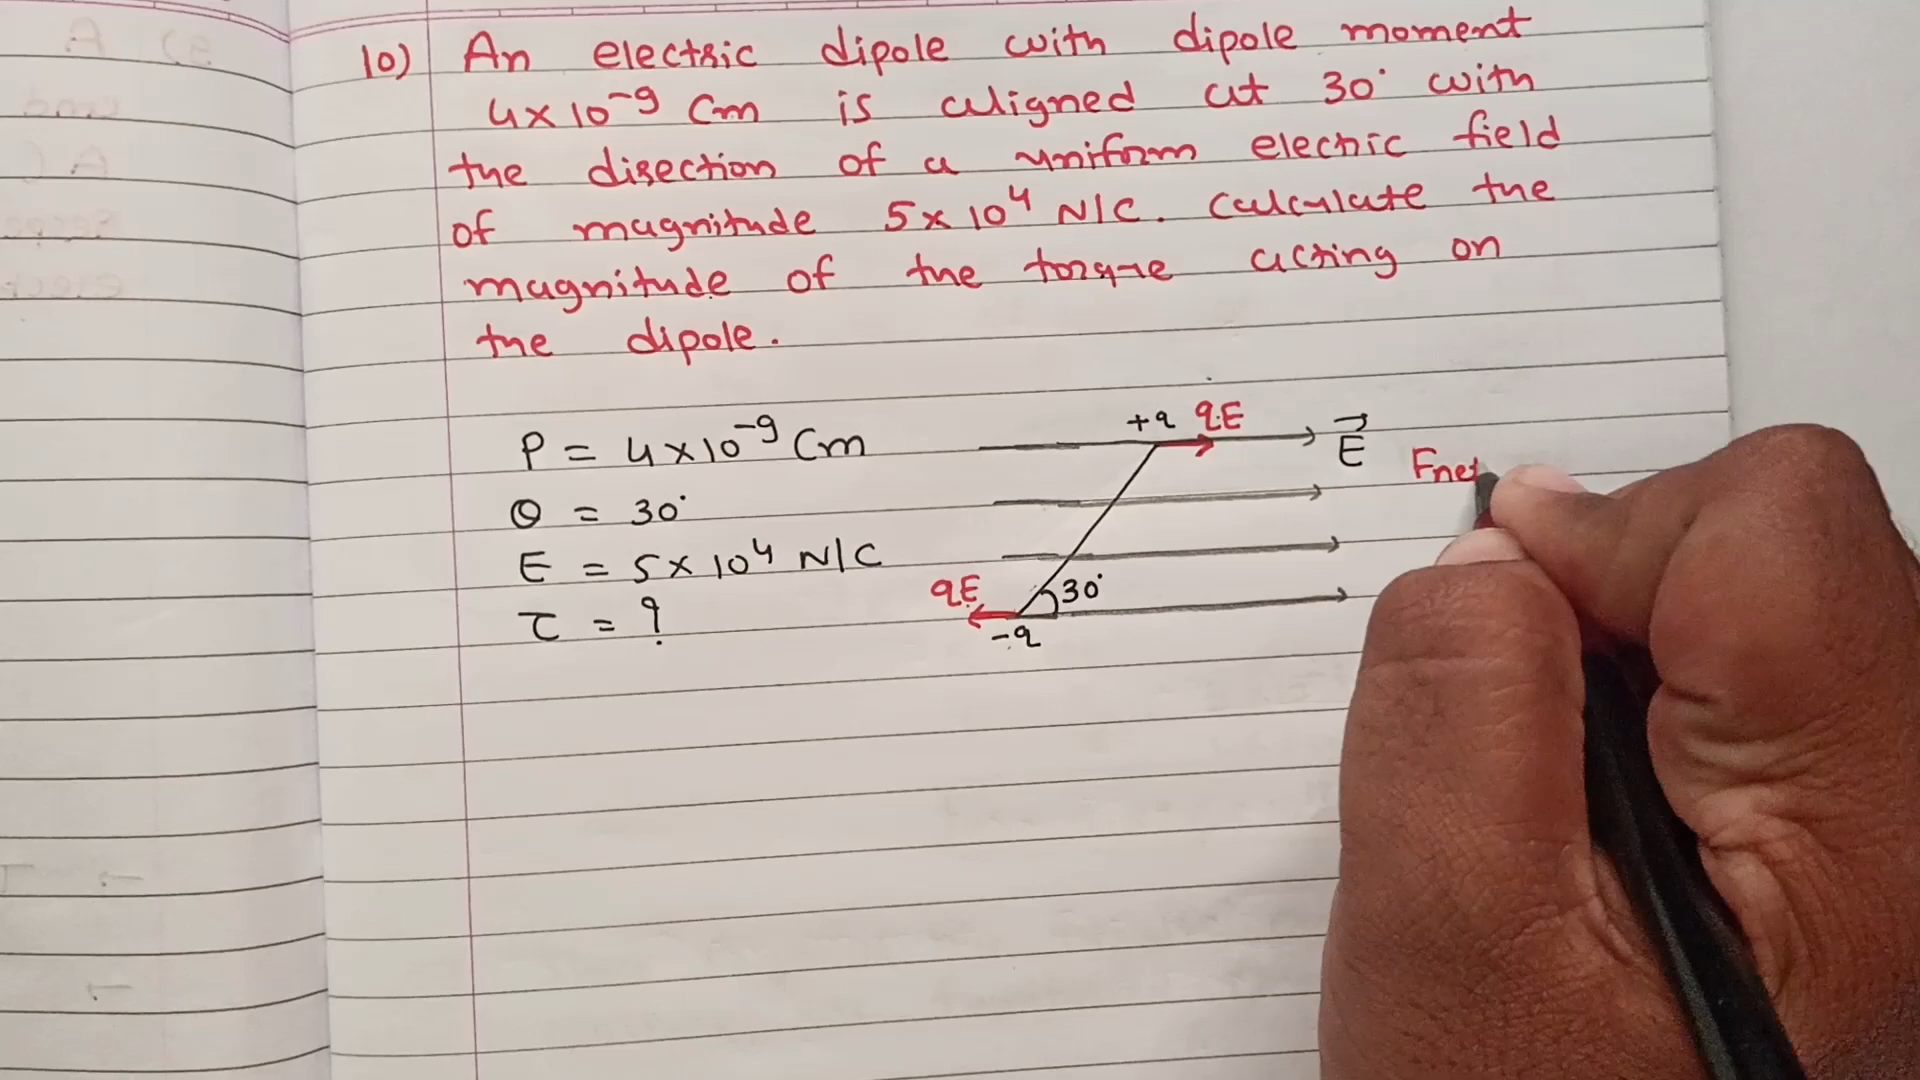 10) An electric dipole with dipole moment
4×10⁻⁹ Cm is aligned at 30° with
the direction of a uniform electric field
of magnitude 5×10⁴ N/C. Calculate the
magnitude of the torque acting on
the dipole.
P = 4×10⁻⁹ Cm
θ = 30°
E = 5×10⁴ N/C
τ = ?
+q qE
E⃗
Fnet
qE
30°
-q